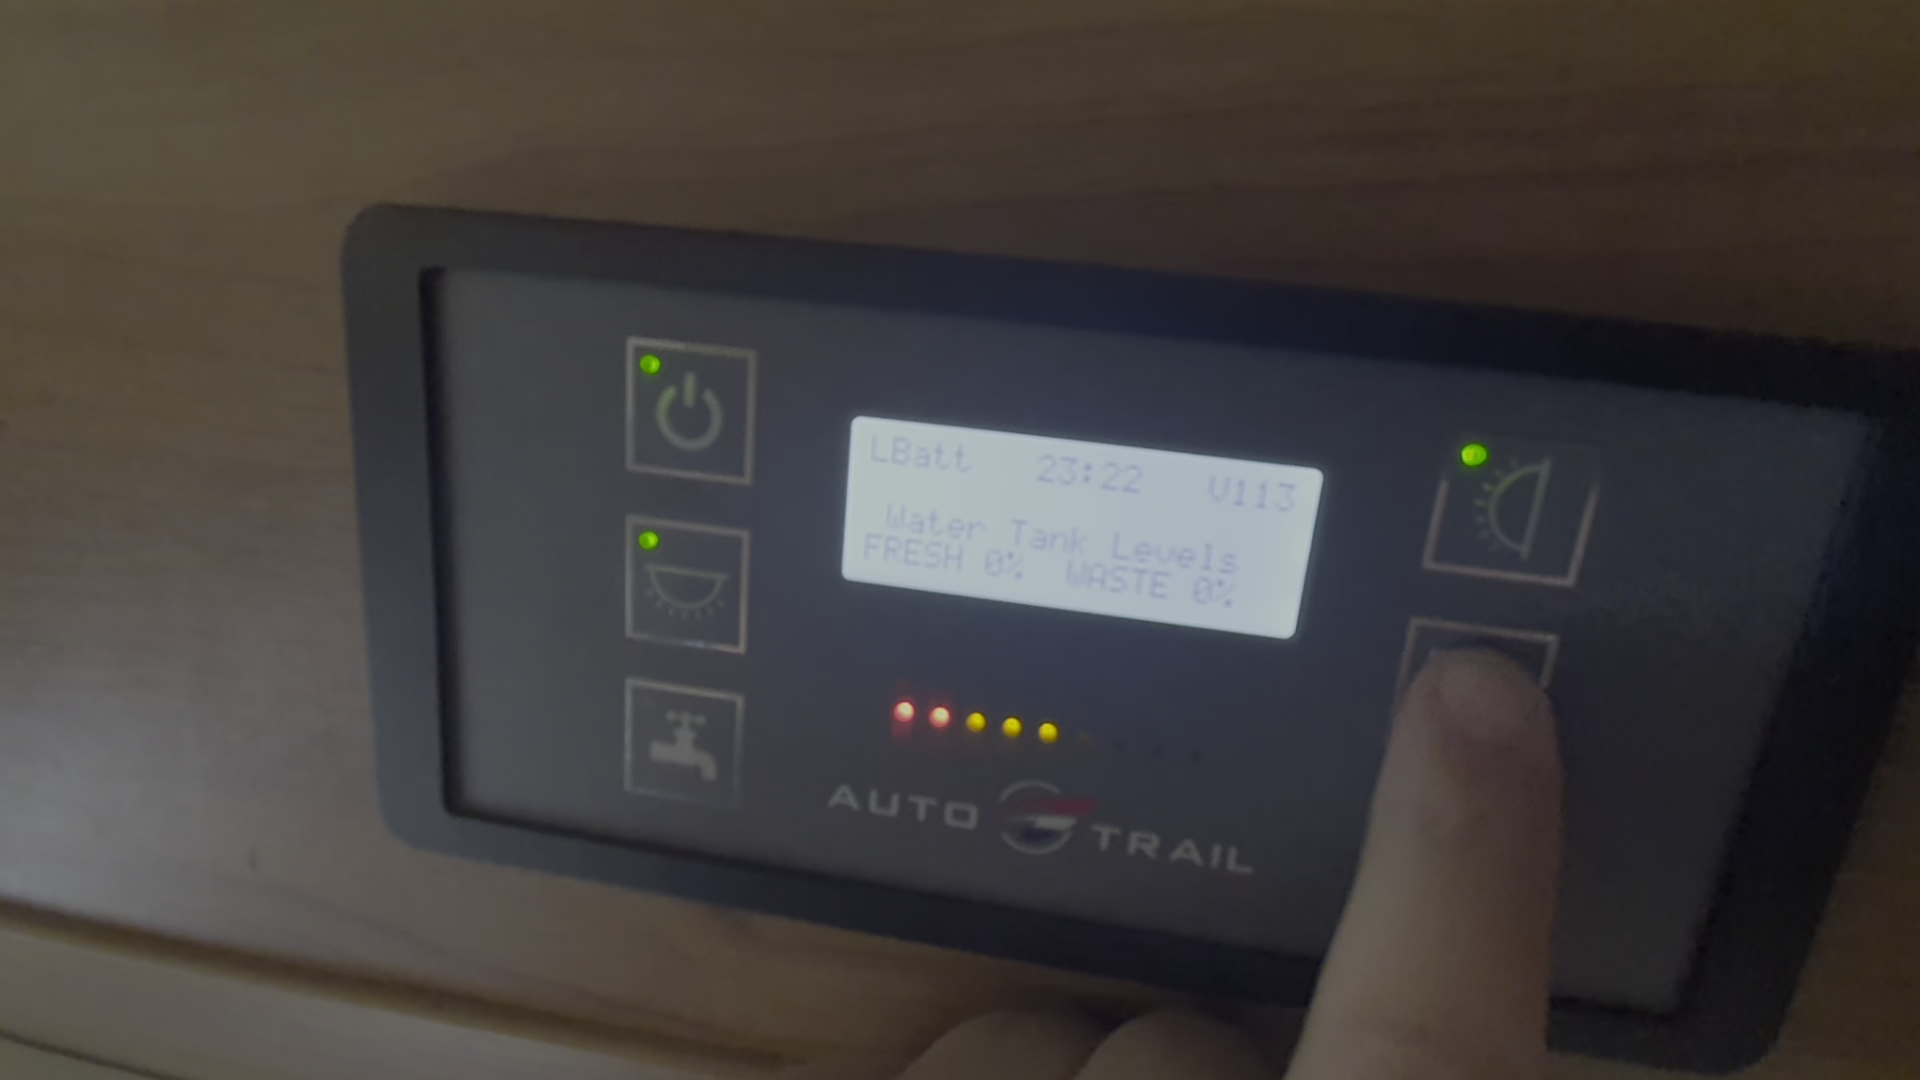 LBatt 23:22 V113
Water Tank Levels
FRESH 0% WASTE 0%
AUTO TRAIL